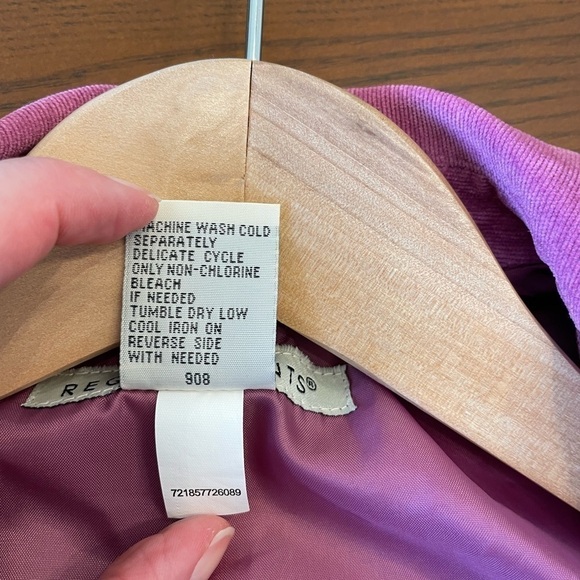 MACHINE WASH COLD
SEPARATELY
DELICATE CYCLE
ONLY NON-CHLORINE
BLEACH
IF NEEDED
TUMBLE DRY LOW
COOL IRON ON
REVERSE SIDE
WITH NEEDED
908
721857726089